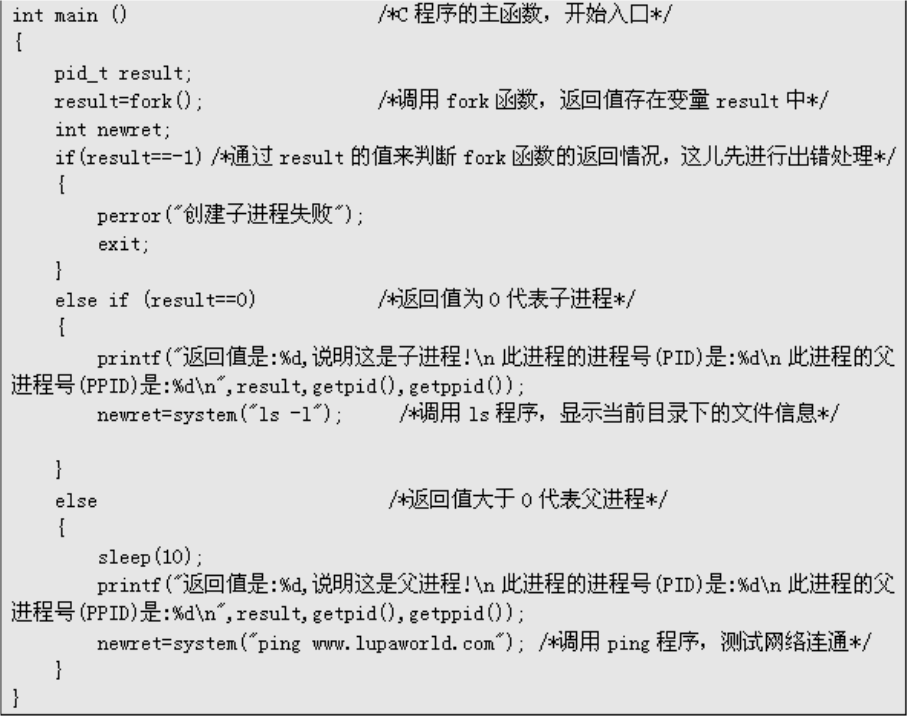 int main ()                    /*C 程序的主函数，开始入口*/
{
    pid_t result;
    result=fork();             /*调用 fork 函数，返回值存在变量 result 中*/
    int newret;
    if(result==-1) /*通过 result 的值来判断 fork 函数的返回情况，这儿先进行出错处理*/
    {
        perror("创建子进程失败");
        exit;
    }
    else if (result==0)        /*返回值为 0 代表子进程*/
    {
        printf("返回值是:%d,说明这是子进程!\n 此进程的进程号(PID)是:%d\n 此进程的父
进程号(PPID)是:%d\n",result,getpid(),getppid());
        newret=system("ls -l");    /*调用 ls 程序，显示当前目录下的文件信息*/
    }
    else                       /*返回值大于 0 代表父进程*/
    {
        sleep(10);
        printf("返回值是:%d,说明这是父进程!\n 此进程的进程号(PID)是:%d\n 此进程的父
进程号(PPID)是:%d\n",result,getpid(),getppid());
        newret=system("ping www.lupaworld.com"); /*调用 ping 程序，测试网络连通*/
    }
}